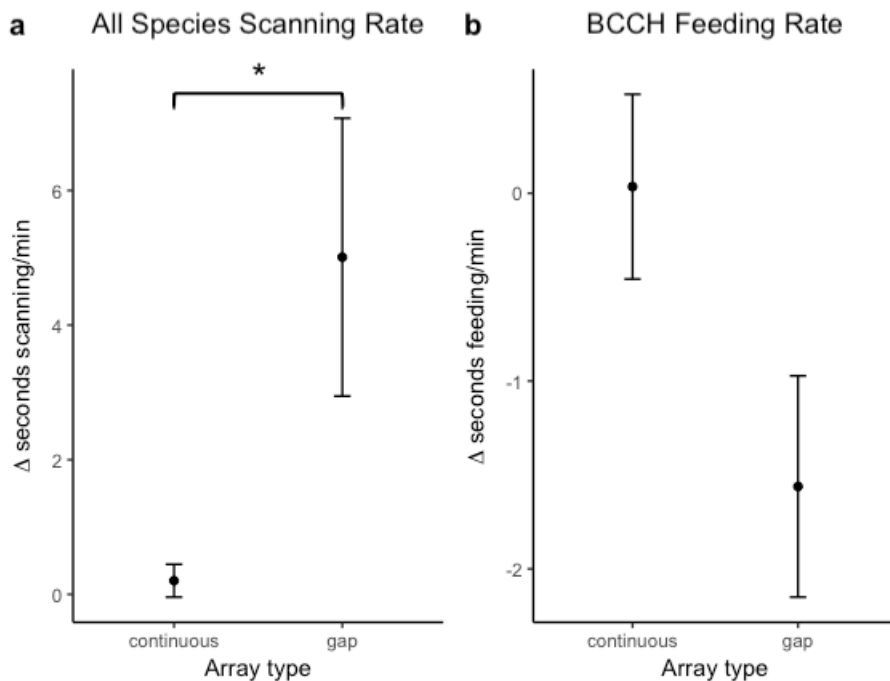 a All Species Scanning Rate
*
Δ seconds scanning/min
6
4
2
0
continuous gap
Array type
b BCCH Feeding Rate
Δ seconds feeding/min
0
-1
-2
continuous gap
Array type